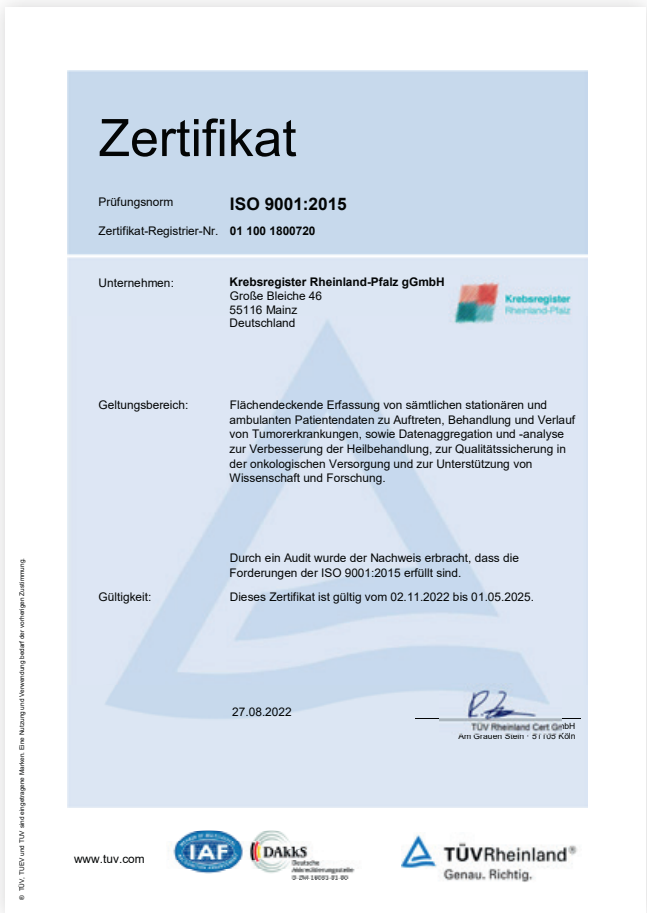 Zertifikat
Prüfungsnorm ISO 9001:2015
Zertifikat-Registrier-Nr. 01 100 1800720
Unternehmen: Krebsregister Rheinland-Pfalz gGmbH
Große Bleiche 46
55116 Mainz
Deutschland
Krebsregister
Rheinland-Pfalz
Geltungsbereich: Flächendeckende Erfassung von sämtlichen stationären und
ambulanten Patientendaten zu Auftreten, Behandlung und Verlauf
von Tumorerkrankungen, sowie Datenaggregation und -analyse
zur Verbesserung der Heilbehandlung, zur Qualitätssicherung in
der onkologischen Versorgung und zur Unterstützung von
Wissenschaft und Forschung.
Durch ein Audit wurde der Nachweis erbracht, dass die
Forderungen der ISO 9001:2015 erfüllt sind.
Gültigkeit: Dieses Zertifikat ist gültig vom 02.11.2022 bis 01.05.2025.
27.08.2022
TÜV Rheinland Cert GmbH
Am Grauen Stein · 51105 Köln
® TÜV, TUEV und TUV sind eingetragene Marken. Eine Nutzung und Verwendung bedarf der vorherigen Zustimmung.
www.tuv.com
IAF
DAkkS
Deutsche
Akkreditierungsstelle
TÜVRheinland®
Genau. Richtig.